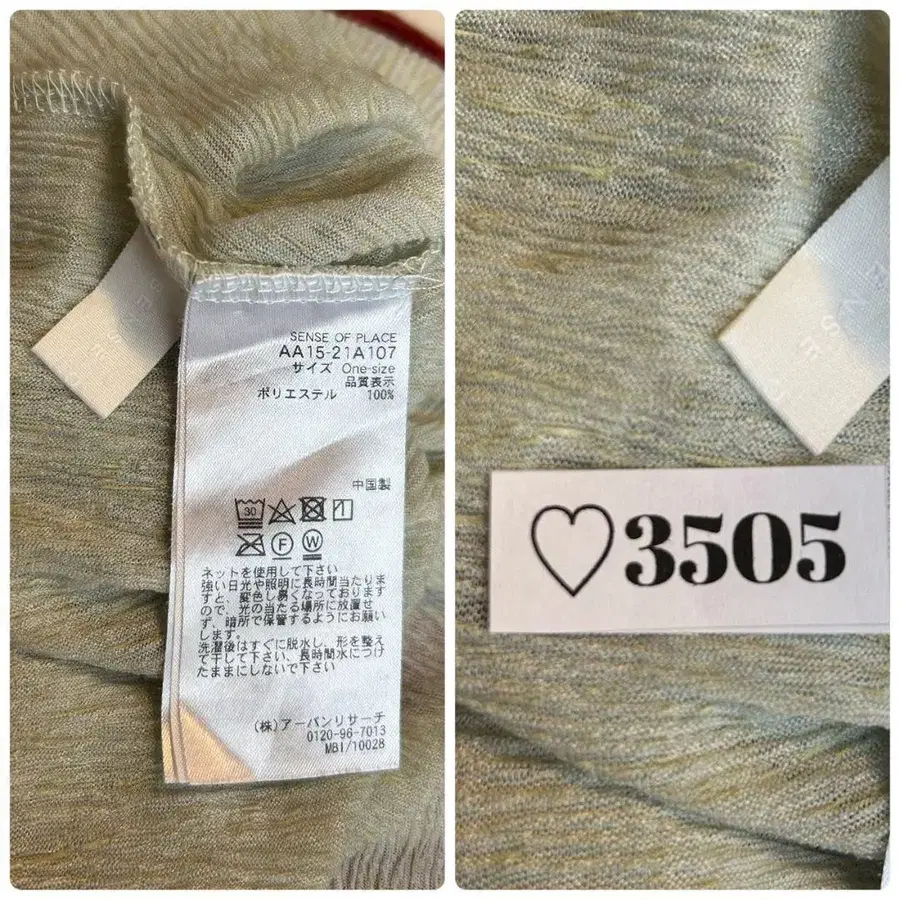 SENSE OF PLACE
AA15-21A107
サイズ One-size
品質表示
ポリエステル 100%
中国製
30
F W
ネットを使用して下さい
強い日光や照明に長時間当たりま
すと、変色し易くなっております
ので、光の当たる場所に放置せ
ず、暗所で保管するようにお願い
します。
洗濯後はすぐに脱水し、形を整え
て干して下さい、長時間水につけ
たままにしないで下さい
(株)アーバンリサーチ
0120-96-7013
MBI/10028
♡3505